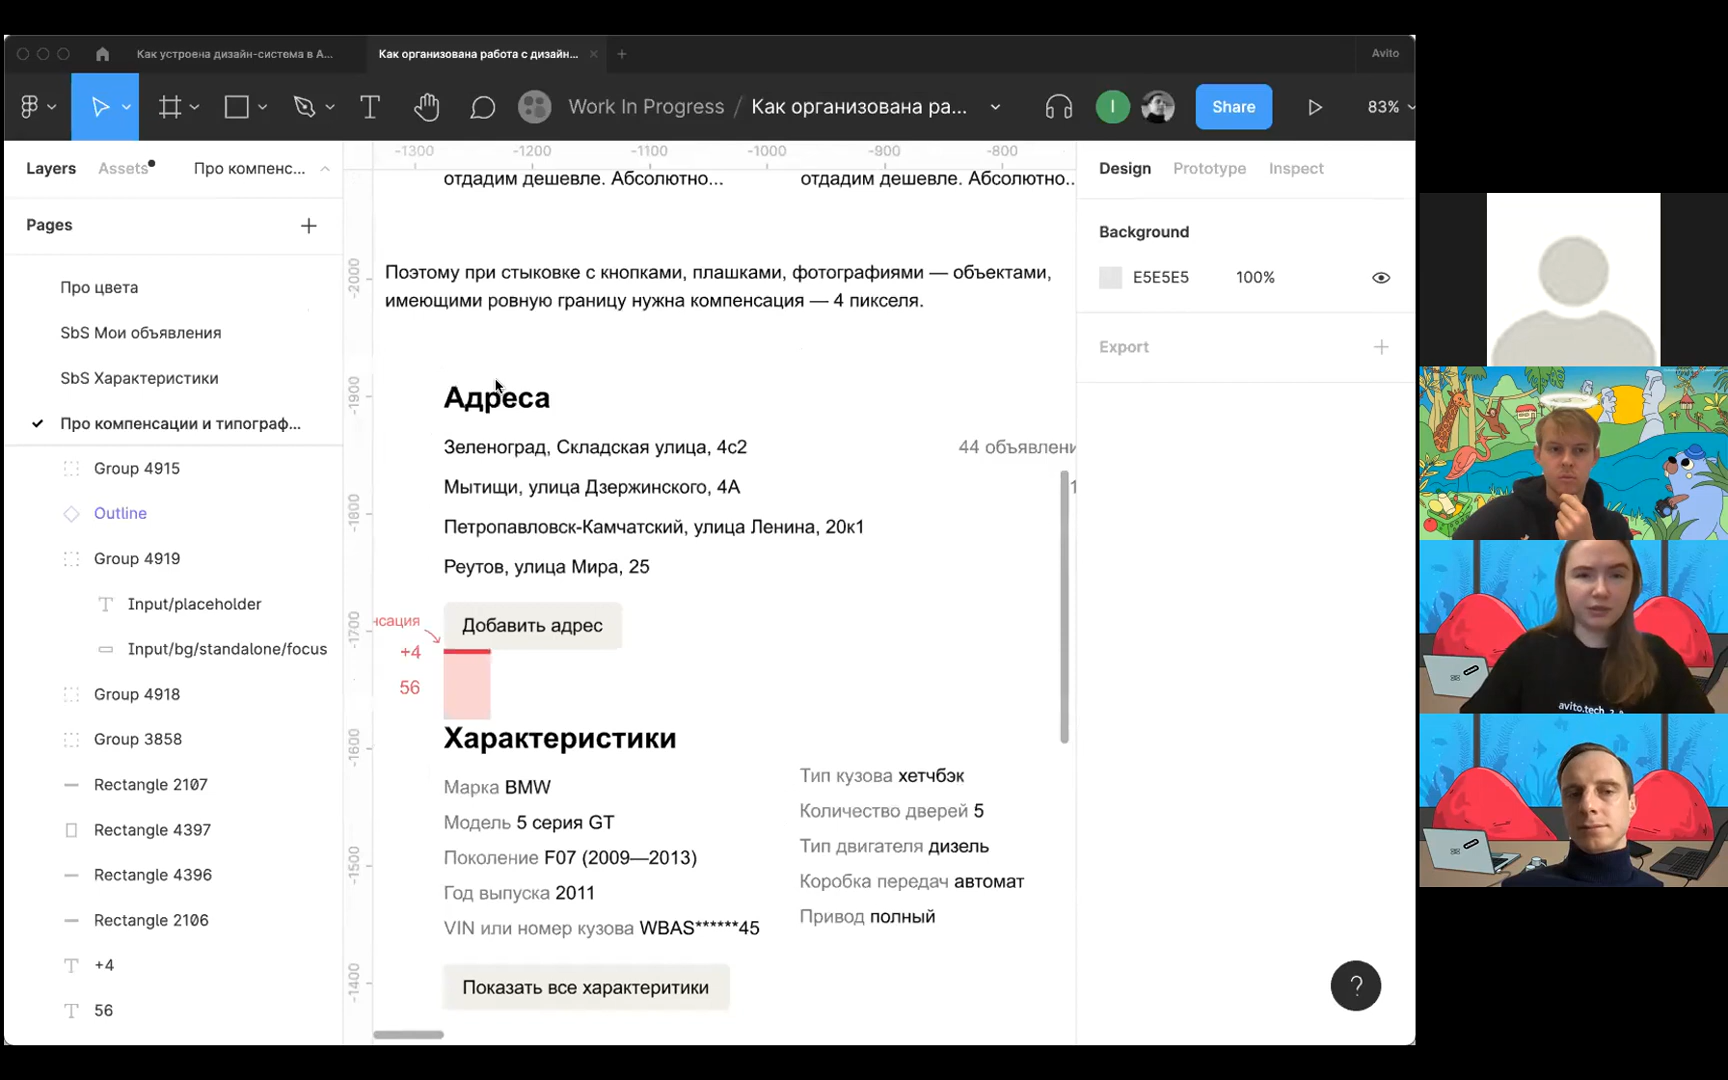 Как устроена дизайн-система в А...
Как организована работа с дизайн...
Avito
Work In Progress / Как организована ра...
I
Share
83%
Layers
Assets
Про компенс...
Pages
Про цвета
SbS Мои объявления
SbS Характеристики
Про компенсации и типограф...
Group 4915
Outline
Group 4919
Input/placeholder
Input/bg/standalone/focus
Group 4918
Group 3858
Rectangle 2107
Rectangle 4397
Rectangle 4396
Rectangle 2106
+4
56
-1300
-1200
-1100
-1000
-900
-800
-2000
-1900
-1800
-1700
-1600
-1500
-1400
отдадим дешевле. Абсолютно...
отдадим дешевле. Абсолютно..
Поэтому при стыковке с кнопками, плашками, фотографиями — объектами,
имеющими ровную границу нужна компенсация — 4 пикселя.
Адреса
Зеленоград, Складская улица, 4с2
44 объявлени
Мытищи, улица Дзержинского, 4А
1
Петропавловск-Камчатский, улица Ленина, 20к1
Реутов, улица Мира, 25
Добавить адрес
нсация
+4
56
Характеристики
Марка BMW
Модель 5 серия GT
Поколение F07 (2009—2013)
Год выпуска 2011
VIN или номер кузова WBAS******45
Тип кузова хетчбэк
Количество дверей 5
Тип двигателя дизель
Коробка передач автомат
Привод полный
Показать все характеритики
Design
Prototype
Inspect
Background
E5E5E5
100%
Export
?
avito.tech